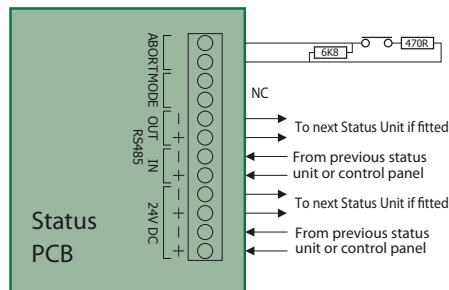 ABORT
MODE
OUT
IN
RS485
24V DC
– + – + – + – +
Status
PCB
6K8
470R
NC
To next Status Unit if fitted
From previous status
unit or control panel
To next Status Unit if fitted
From previous status
unit or control panel